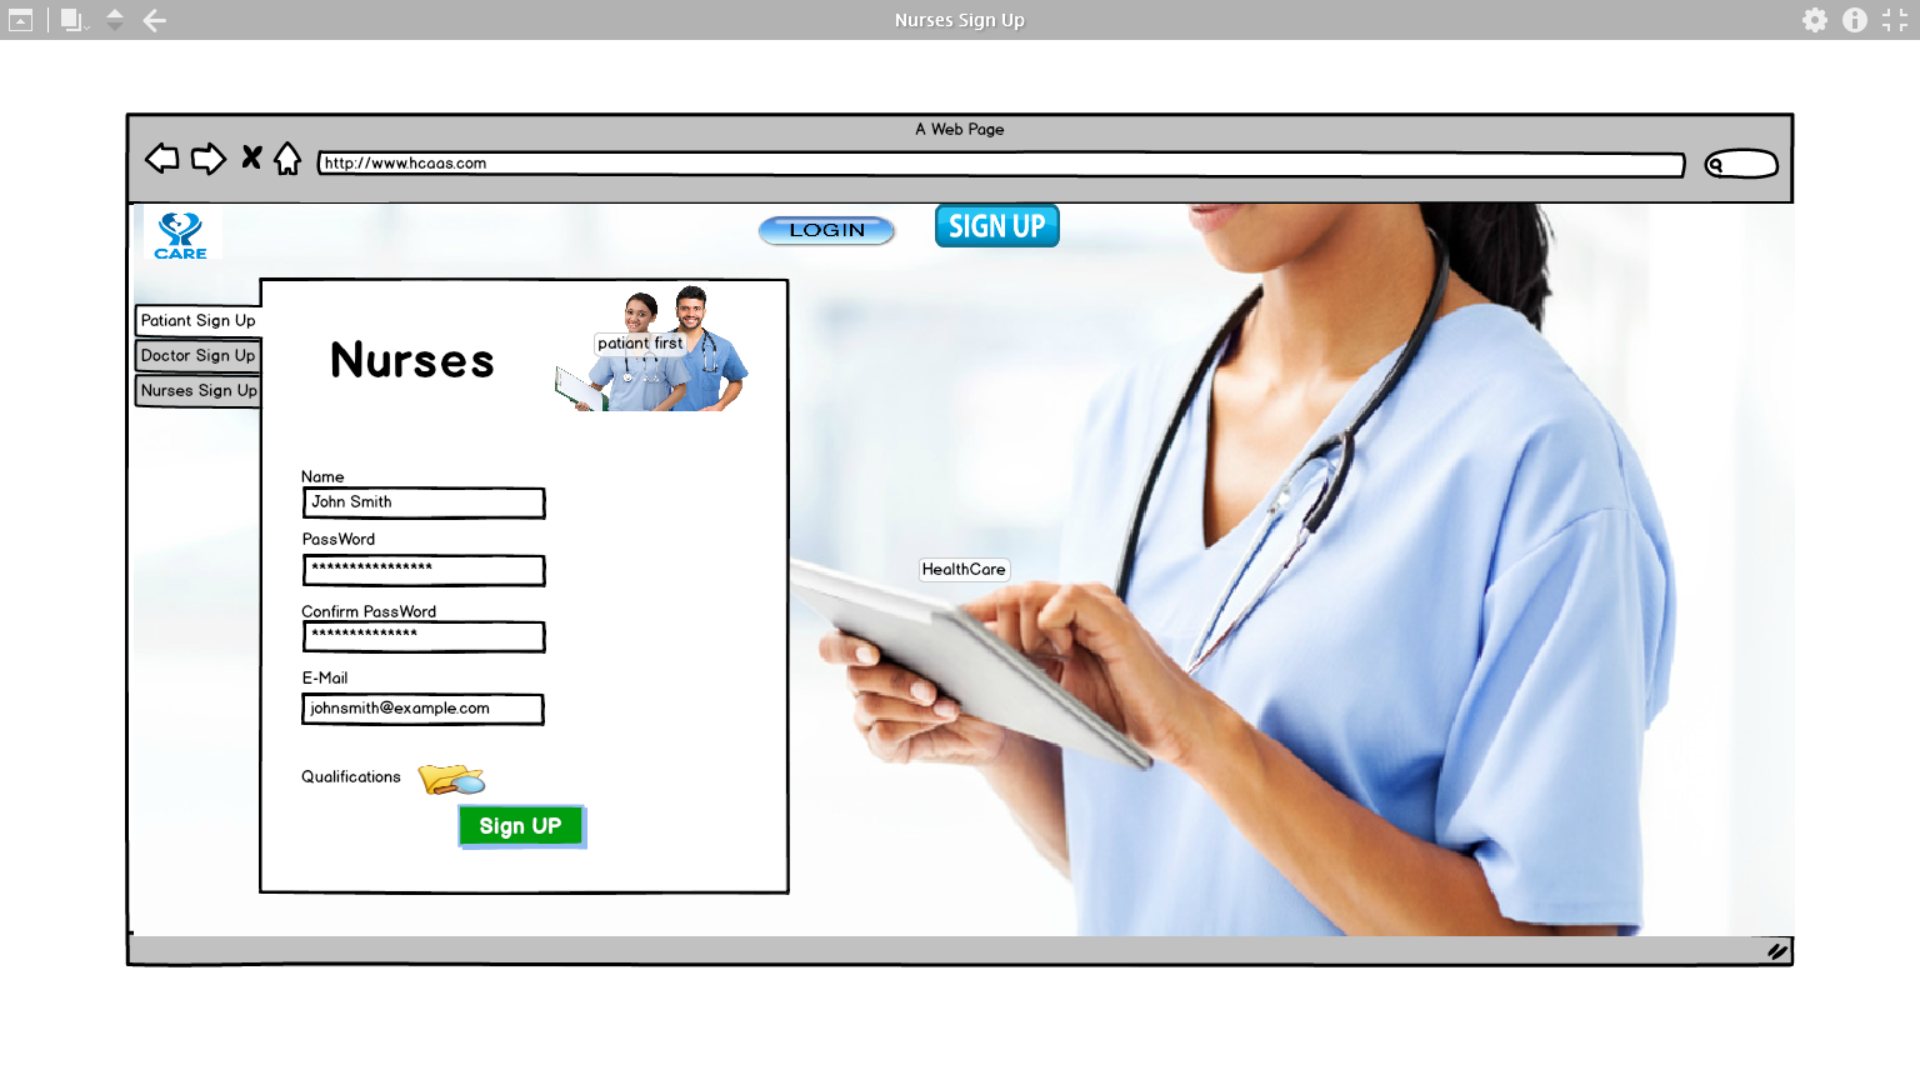 Nurses Sign Up
A Web Page
http://www.hcaas.com
CARE
LOGIN
SIGN UP
Patiant Sign Up
Doctor Sign Up
Nurses Sign Up
Nurses
patiant first
Name
John Smith
PassWord
****************
Confirm PassWord
**************
E-Mail
johnsmith@example.com
Qualifications
Sign UP
HealthCare